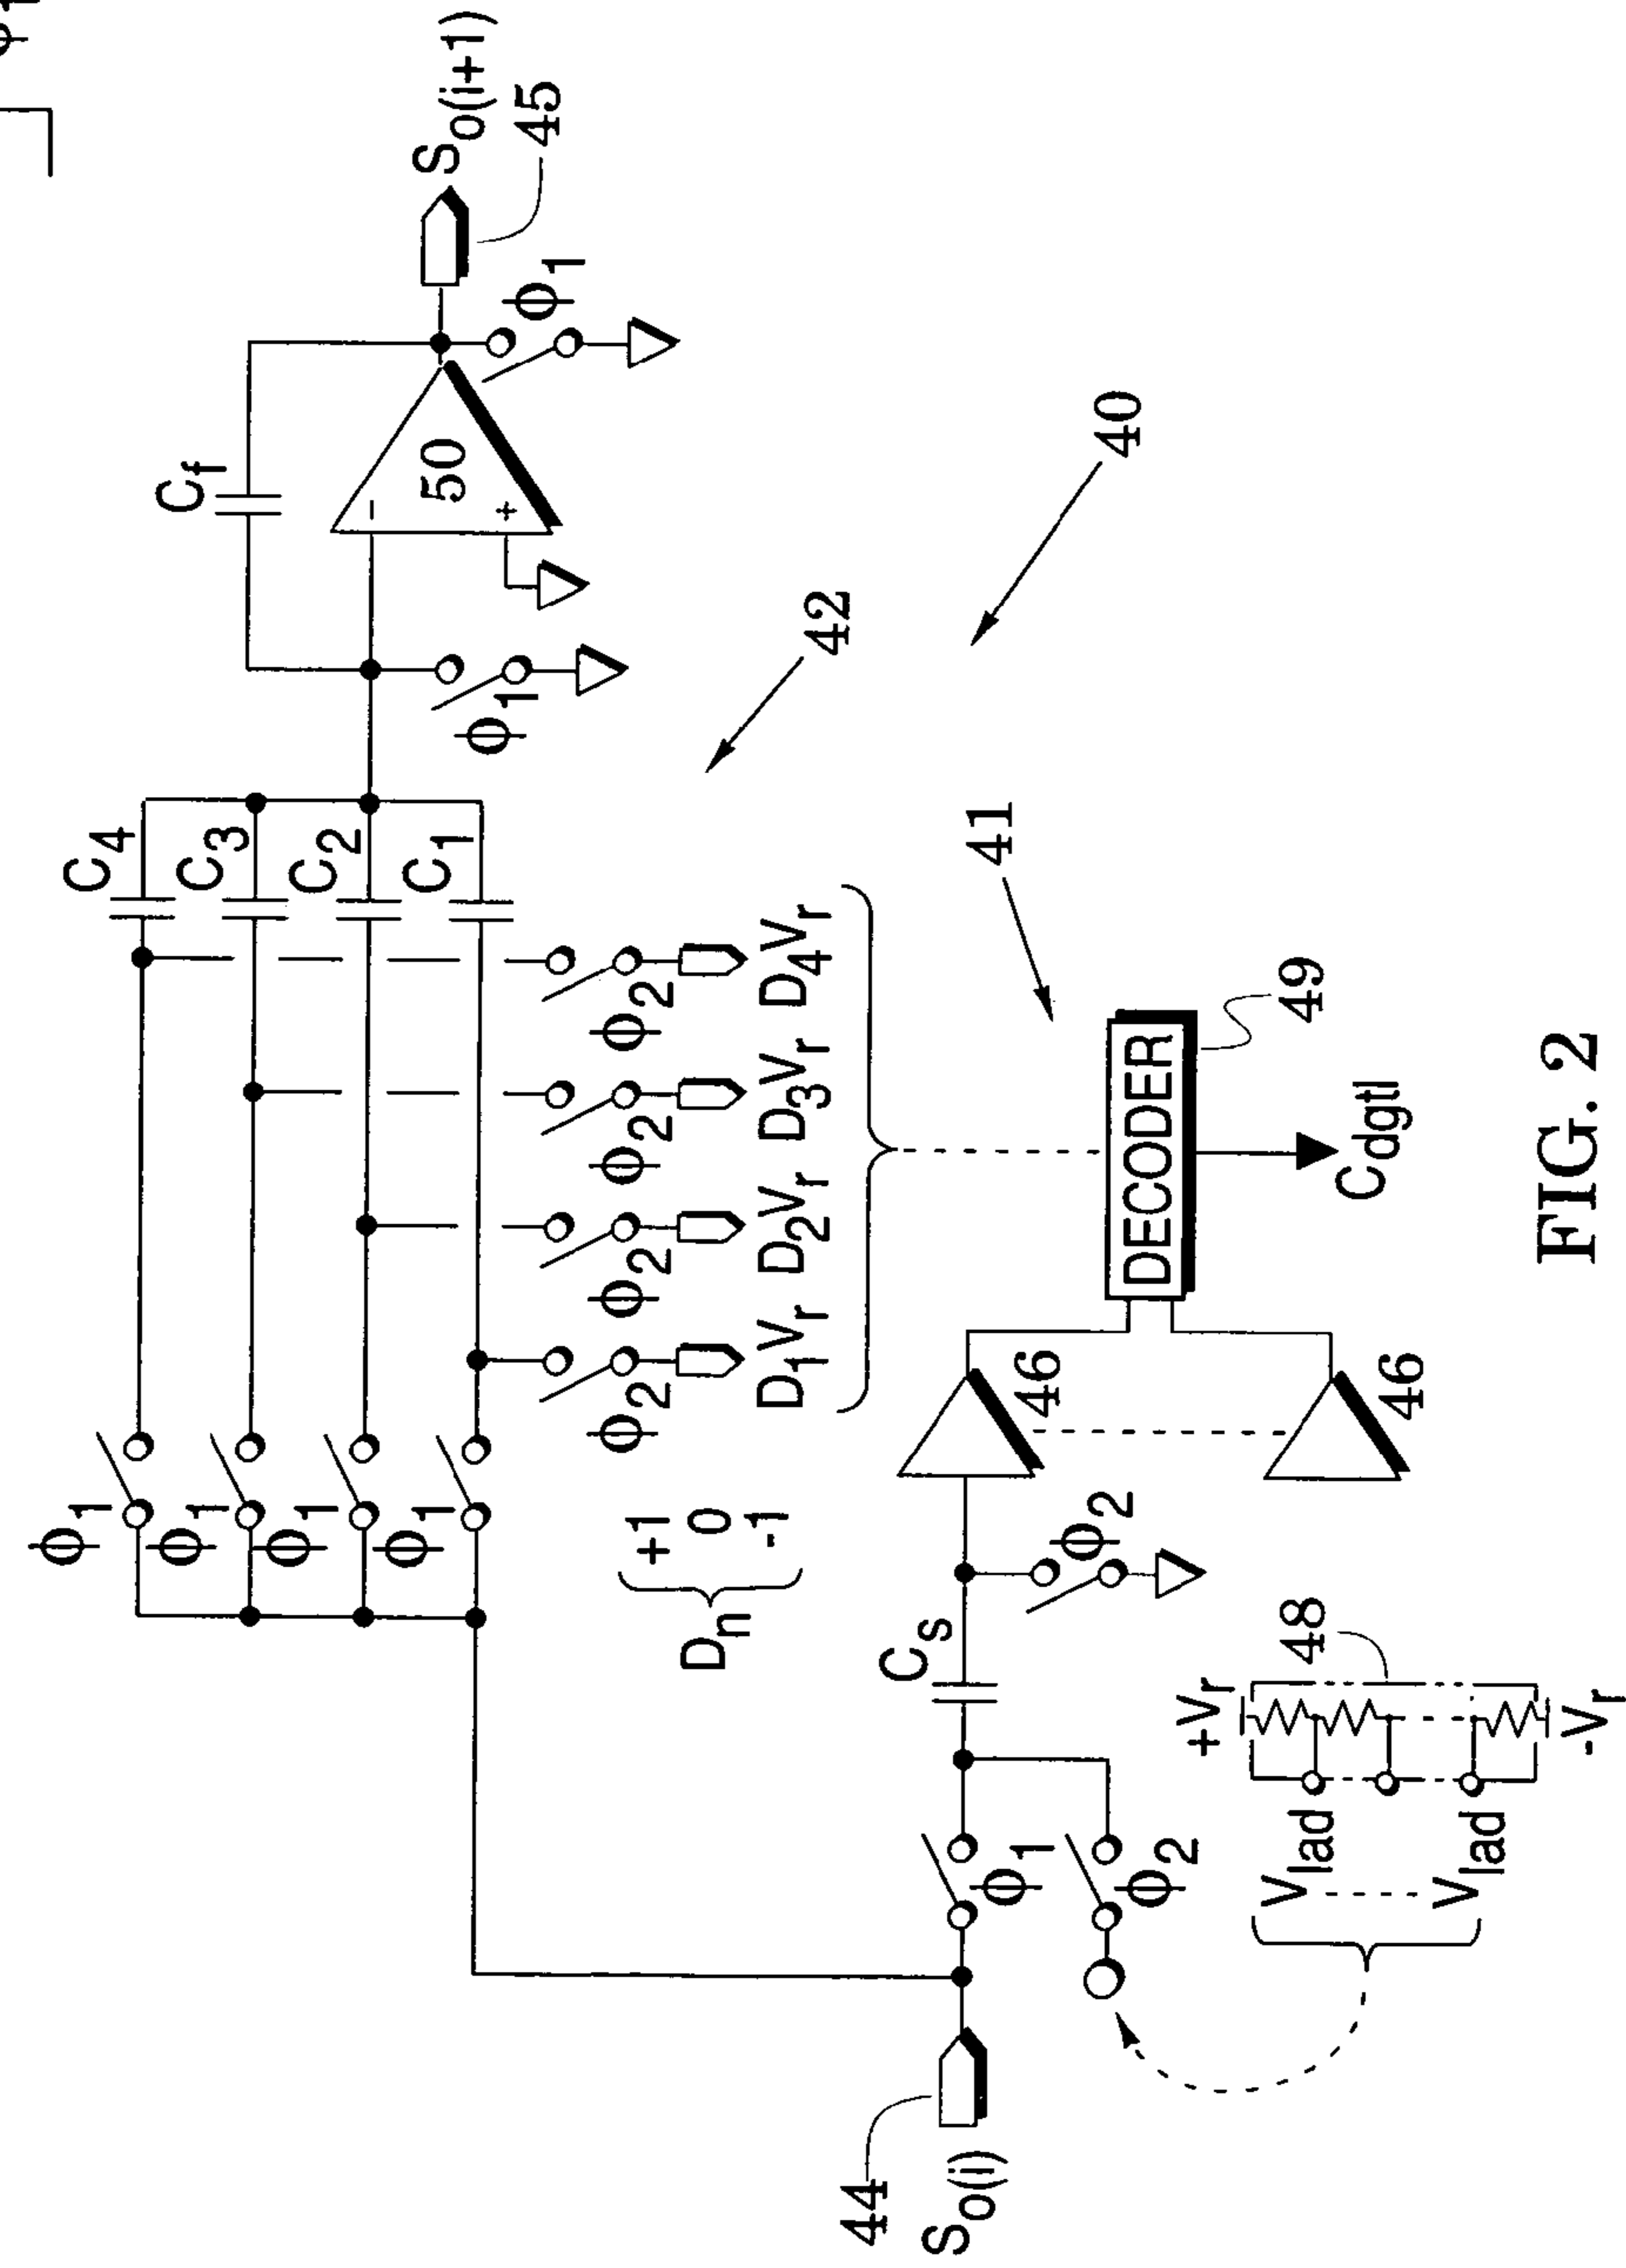 ϕ1
S o(i+1)
45
Cf
ϕ1
50
-
+
ϕ1
C4
C3
C2
C1
42
40
ϕ1
ϕ1
ϕ1
ϕ1
ϕ2
ϕ2
ϕ2
ϕ2
D1Vr
D2Vr
D3Vr
D4Vr
Dn
+1
0
-1
41
44
So(i)
ϕ1
ϕ2
Cs
ϕ2
46
46
DECODER
49
Cdgtl
Vlad
Vlad
+Vr
-Vr
48
FIG. 2